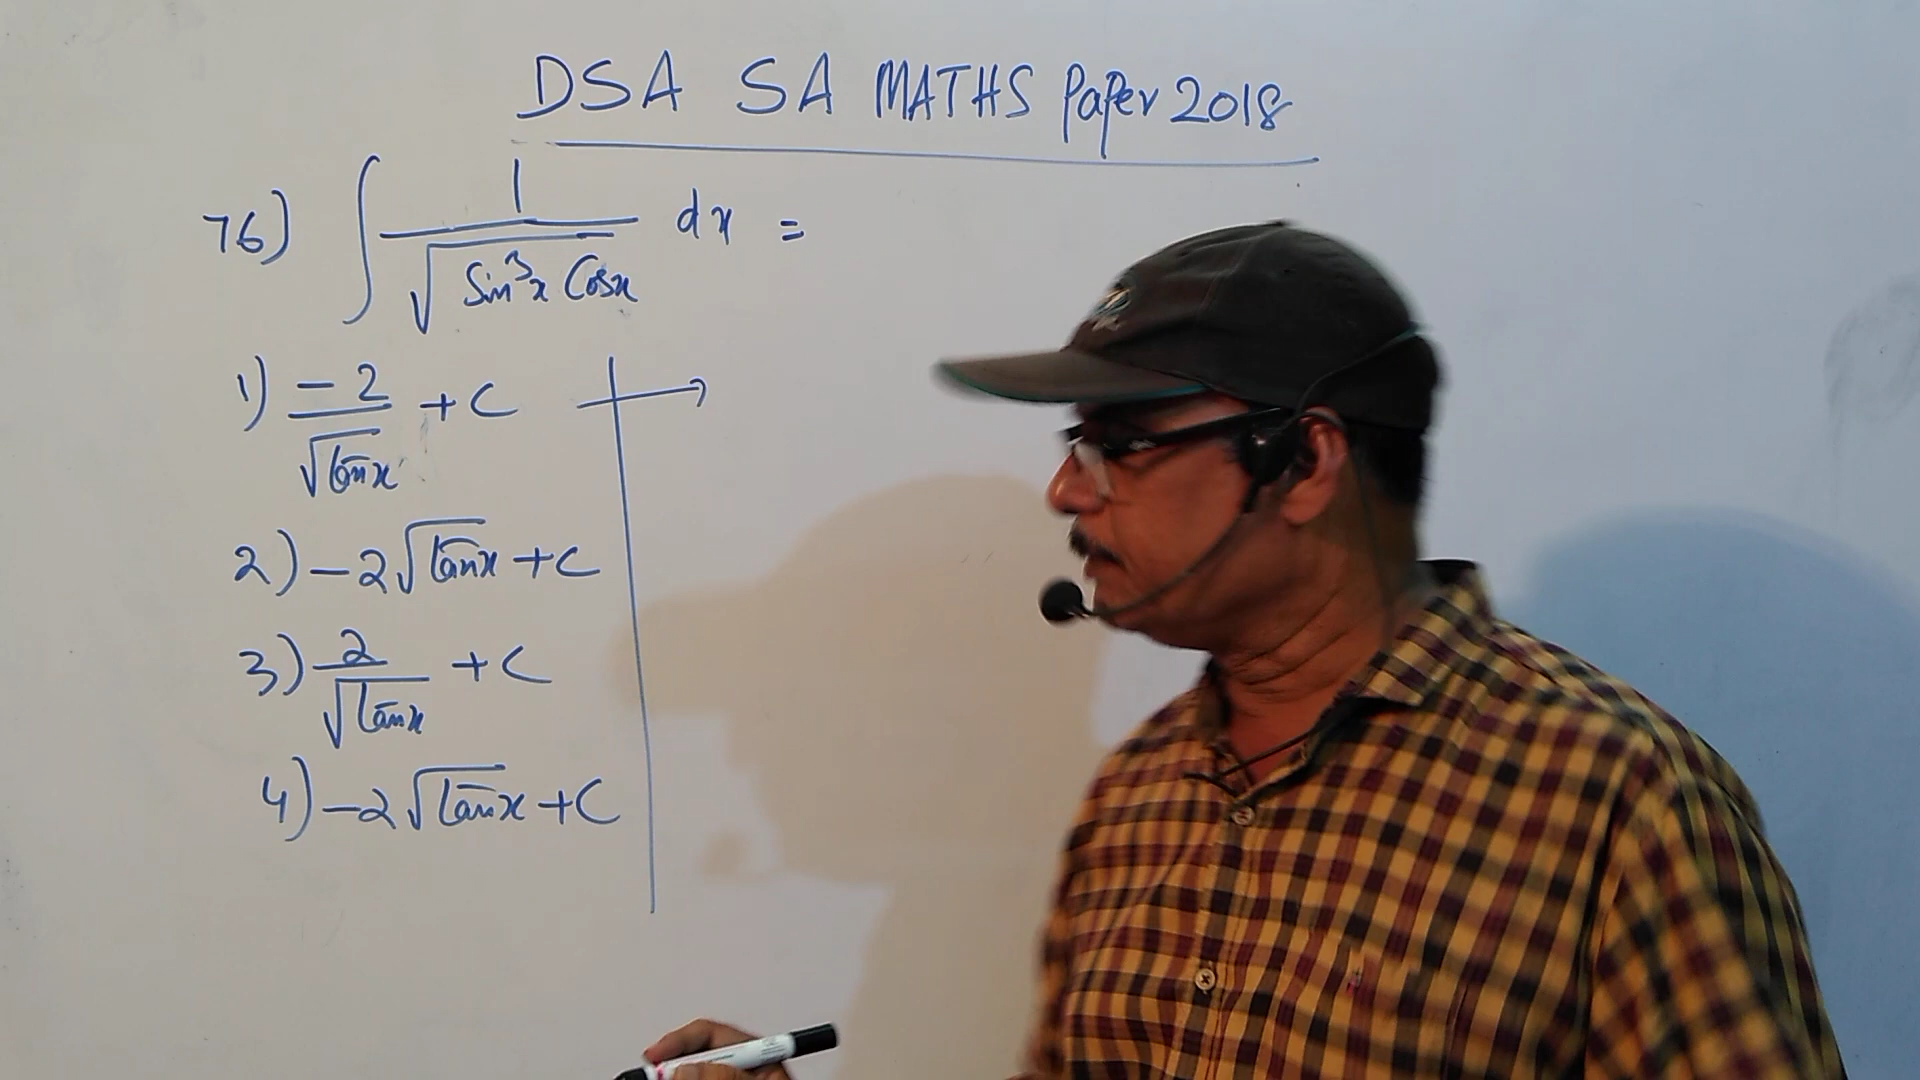 DSA SA MATHS Paper 2018
76) ∫ 1/√(Sin³x Cosx) dx =
1) -2/√(tanx) + C
2) -2√(tanx) + C
3) 2/√(tanx) + C
4) -2√(tanx) + C